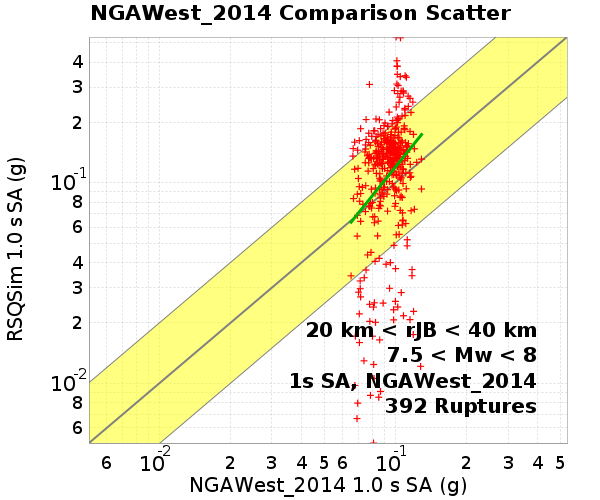 NGAWest_2014 Comparison Scatter
RSQSim 1.0 s SA (g)
4
3
2
10-1
8
6
4
3
2
10-2
8
6
20 km < rJB < 40 km
7.5 < Mw < 8
1s SA, NGAWest_2014
392 Ruptures
6 10-2 2 3 4 5 6 10-1 2 3 4 5
NGAWest_2014 1.0 s SA (g)